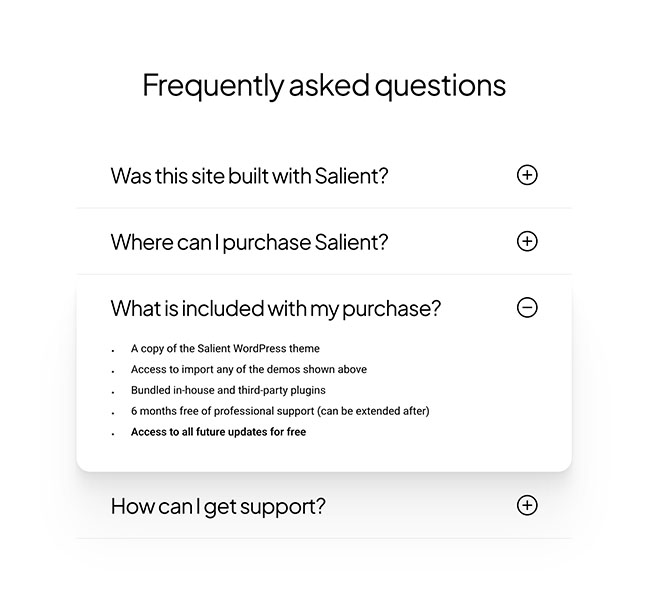 Frequently asked questions
Was this site built with Salient?
Where can I purchase Salient?
What is included with my purchase?
A copy of the Salient WordPress theme
Access to import any of the demos shown above
Bundled in-house and third-party plugins
6 months free of professional support (can be extended after)
Access to all future updates for free
How can I get support?